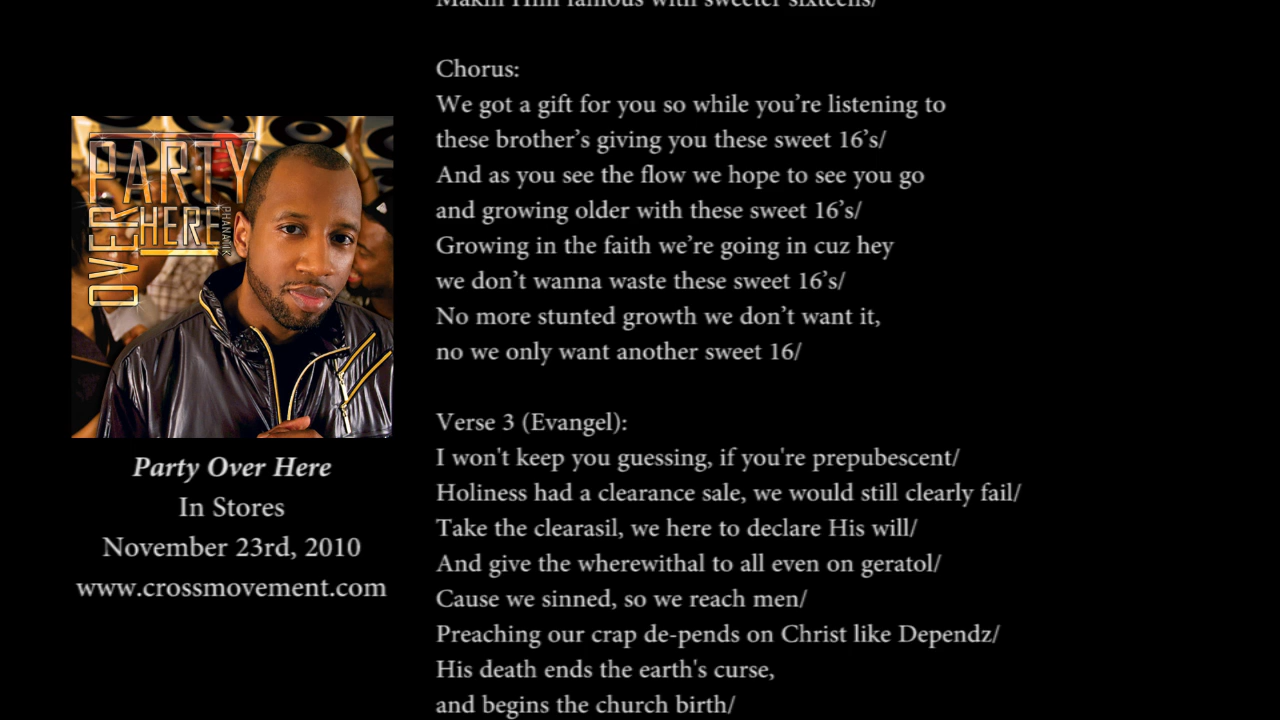 PARTY
OVER
HERE
PHANATIK
Party Over Here
In Stores
November 23rd, 2010
www.crossmovement.com
Makin Him famous with sweeter sixteens/
Chorus:
We got a gift for you so while you’re listening to
these brother’s giving you these sweet 16’s/
And as you see the flow we hope to see you go
and growing older with these sweet 16’s/
Growing in the faith we’re going in cuz hey
we don’t wanna waste these sweet 16’s/
No more stunted growth we don’t want it,
no we only want another sweet 16/
Verse 3 (Evangel):
I won't keep you guessing, if you're prepubescent/
Holiness had a clearance sale, we would still clearly fail/
Take the clearasil, we here to declare His will/
And give the wherewithal to all even on geratol/
Cause we sinned, so we reach men/
Preaching our crap de-pends on Christ like Dependz/
His death ends the earth's curse,
and begins the church birth/